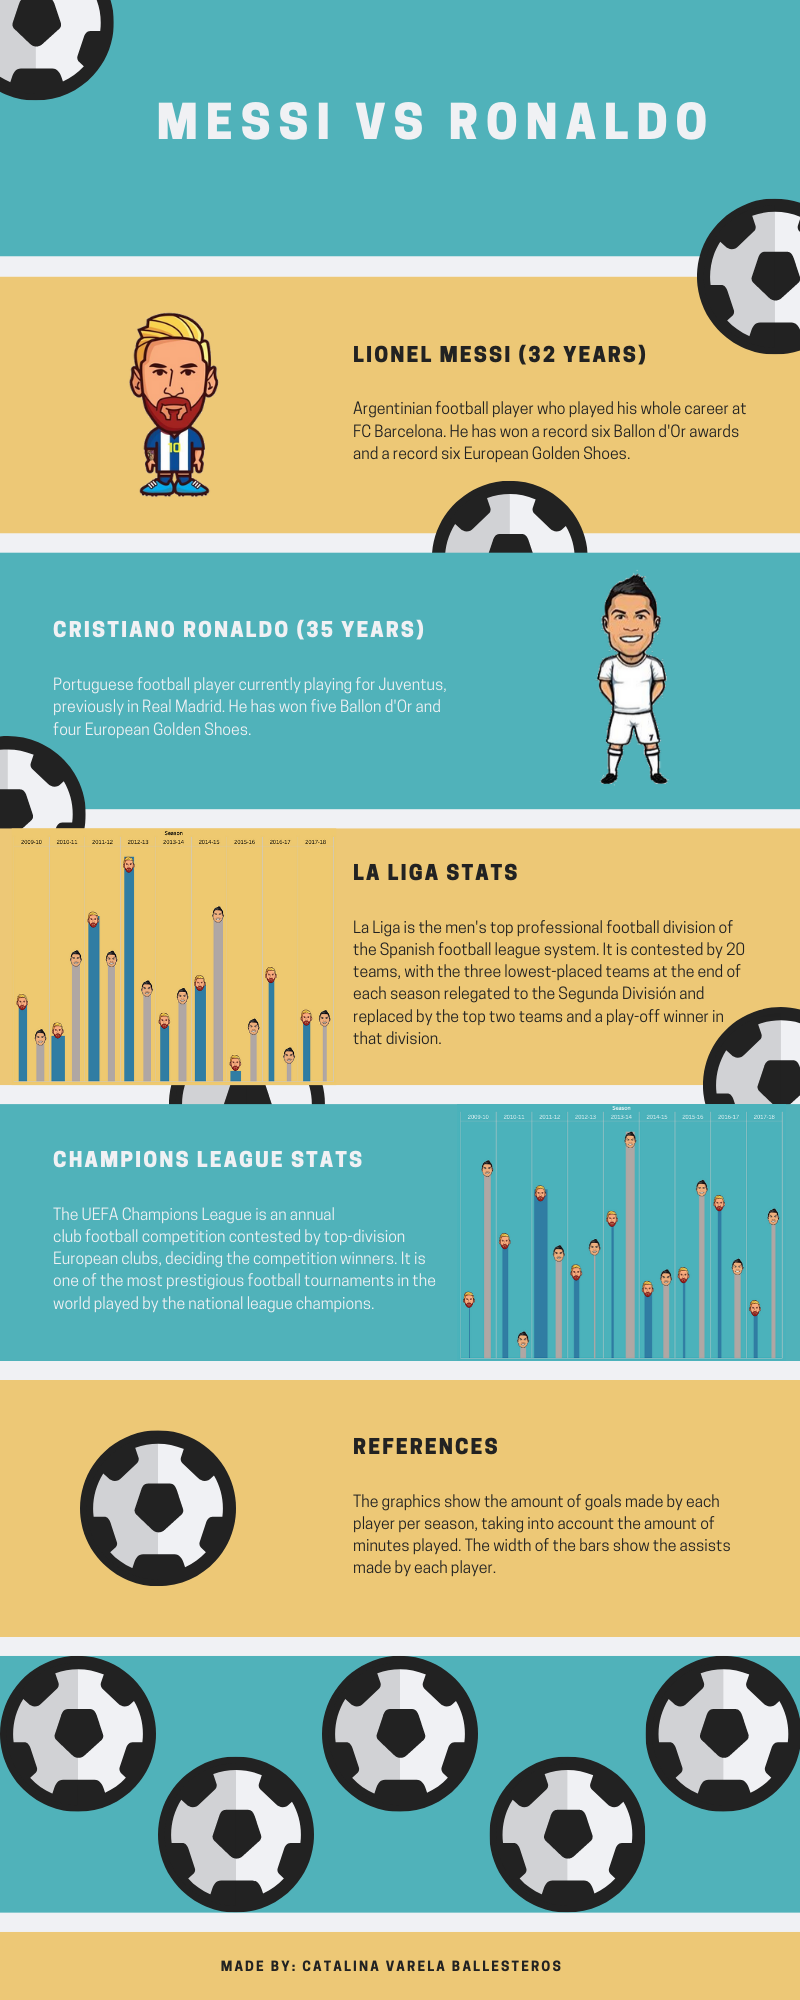 MESSI VS RONALDO
LIONEL MESSI (32 YEARS)
Argentinian football player who played his whole career at
FC Barcelona. He has won a record six Ballon d'Or awards
and a record six European Golden Shoes.
10
CRISTIANO RONALDO (35 YEARS)
Portuguese football player currently playing for Juventus,
previously in Real Madrid. He has won five Ballon d'Or and
four European Golden Shoes.
7
Season
2009-10 2010-11 2011-12 2012-13 2013-14 2014-15 2015-16 2016-17 2017-18
LA LIGA STATS
La Liga is the men's top professional football division of
the Spanish football league system. It is contested by 20
teams, with the three lowest-placed teams at the end of
each season relegated to the Segunda División and
replaced by the top two teams and a play-off winner in
that division.
CHAMPIONS LEAGUE STATS
The UEFA Champions League is an annual
club football competition contested by top-division
European clubs, deciding the competition winners. It is
one of the most prestigious football tournaments in the
world played by the national league champions.
Season
2009-10 2010-11 2011-12 2012-13 2013-14 2014-15 2015-16 2016-17 2017-18
REFERENCES
The graphics show the amount of goals made by each
player per season, taking into account the amount of
minutes played. The width of the bars show the assists
made by each player.
MADE BY: CATALINA VARELA BALLESTEROS